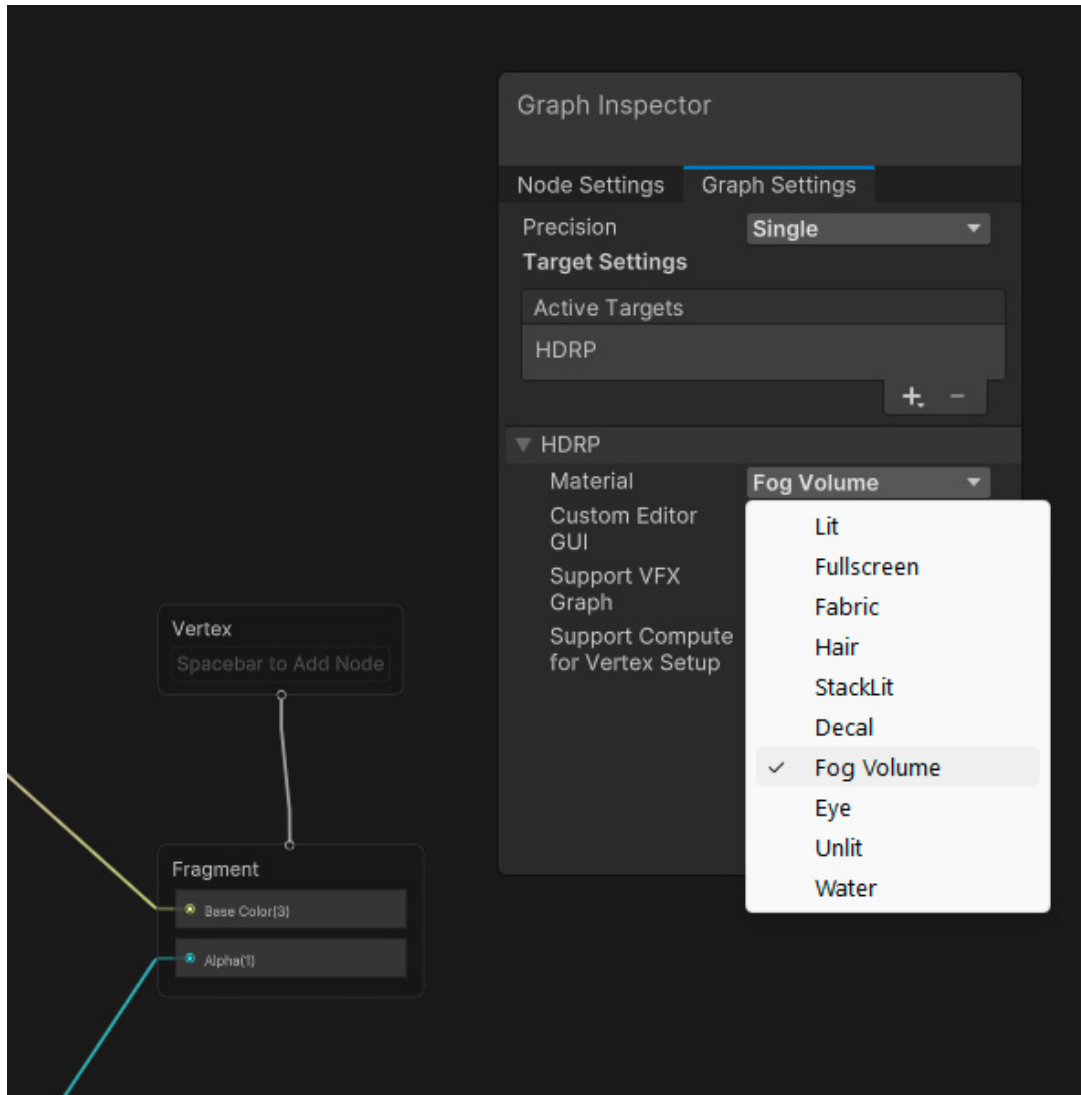 Graph Inspector
Node Settings
Graph Settings
Precision
Single
Target Settings
Active Targets
HDRP
HDRP
Material
Fog Volume
Custom Editor
GUI
Support VFX
Graph
Support Compute
for Vertex Setup
Lit
Fullscreen
Fabric
Hair
StackLit
Decal
Fog Volume
Eye
Unlit
Water
Vertex
Spacebar to Add Node
Fragment
Base Color(3)
Alpha(1)